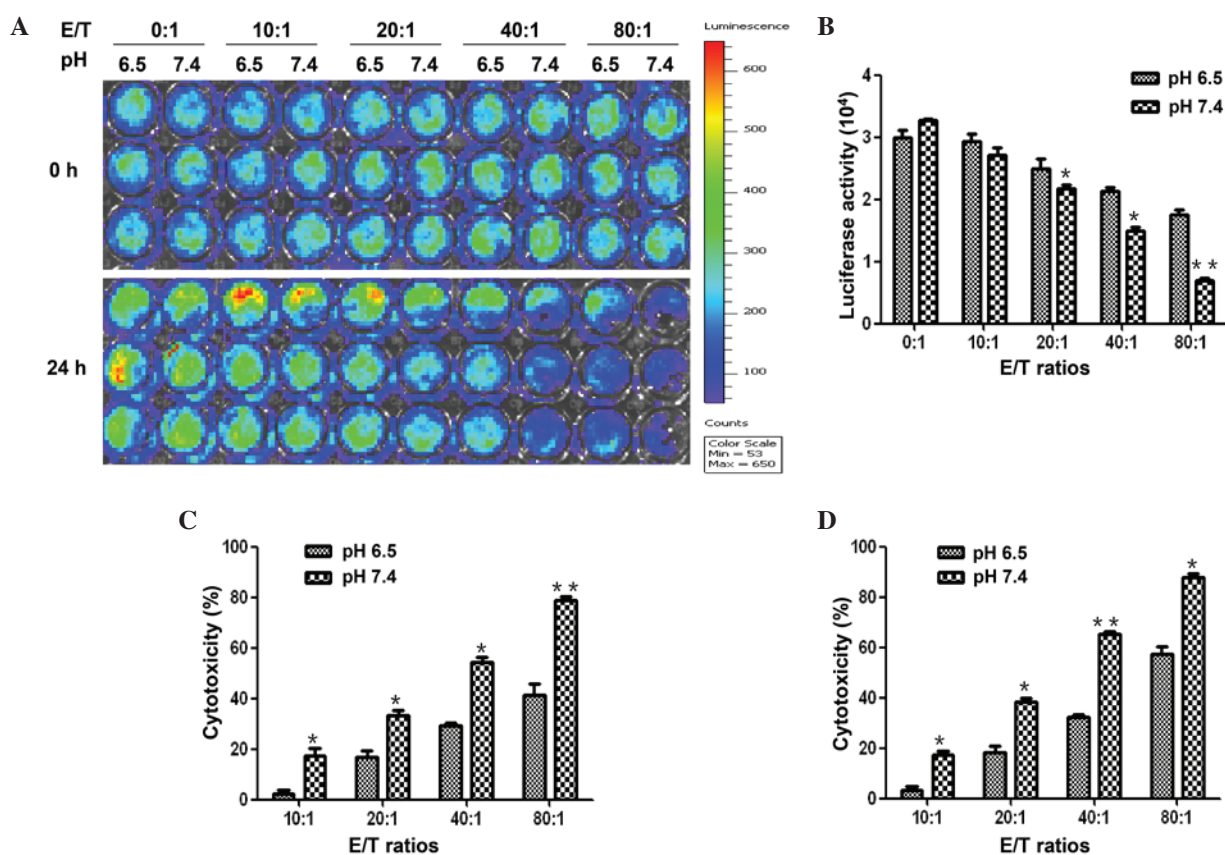 A
E/T 0:1 10:1 20:1 40:1 80:1
pH 6.5 7.4 6.5 7.4 6.5 7.4 6.5 7.4 6.5 7.4
0 h
24 h
Luminescence
600
500
400
300
200
100
Counts
Color Scale
Min = 53
Max = 650
B
pH 6.5
pH 7.4
Luciferase activity (10⁴)
4
3
2
1
0
* * **
0:1 10:1 20:1 40:1 80:1
E/T ratios
C
pH 6.5
pH 7.4
Cytotoxicity (%)
100
80
60
40
20
0
* * * **
10:1 20:1 40:1 80:1
E/T ratios
D
pH 6.5
pH 7.4
Cytotoxicity (%)
100
80
60
40
20
0
* * ** *
10:1 20:1 40:1 80:1
E/T ratios